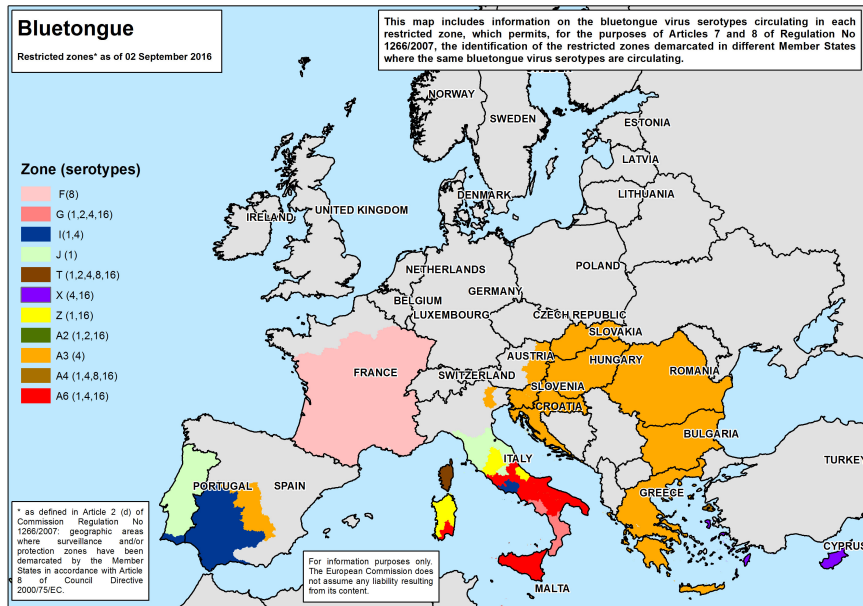 Bluetongue
Restricted zones* as of 02 September 2016
This map includes information on the bluetongue virus serotypes circulating in each
restricted zone, which permits, for the purposes of Articles 7 and 8 of Regulation No
1266/2007, the identification of the restricted zones demarcated in different Member States
where the same bluetongue virus serotypes are circulating.
NORWAY
SWEDEN
ESTONIA
LATVIA
LITHUANIA
DENMARK
IRELAND
UNITED KINGDOM
Zone (serotypes)
F(8)
G (1,2,4,16)
I(1,4)
J (1)
T (1,2,4,8,16)
X (4,16)
Z (1,16)
A2 (1,2,16)
A3 (4)
A4 (1,4,8,16)
A6 (1,4,16)
NETHERLANDS
POLAND
GERMANY
BELGIUM
LUXEMBOURG
CZECH REPUBLIC
SLOVAKIA
AUSTRIA
HUNGARY
FRANCE
SWITZERLAND
ROMANIA
SLOVENIA
CROATIA
BULGARIA
ITALY
TURKEY
PORTUGAL
SPAIN
GREECE
CYPRUS
MALTA
* as defined in Article 2 (d) of
Commission Regulation No
1266/2007: geographic areas
where surveillance and/or
protection zones have been
demarcated by the Member
States in accordance with Article
8 of Council Directive
2000/75/EC.
For information purposes only.
The European Commission does
not assume any liability resulting
from its content.